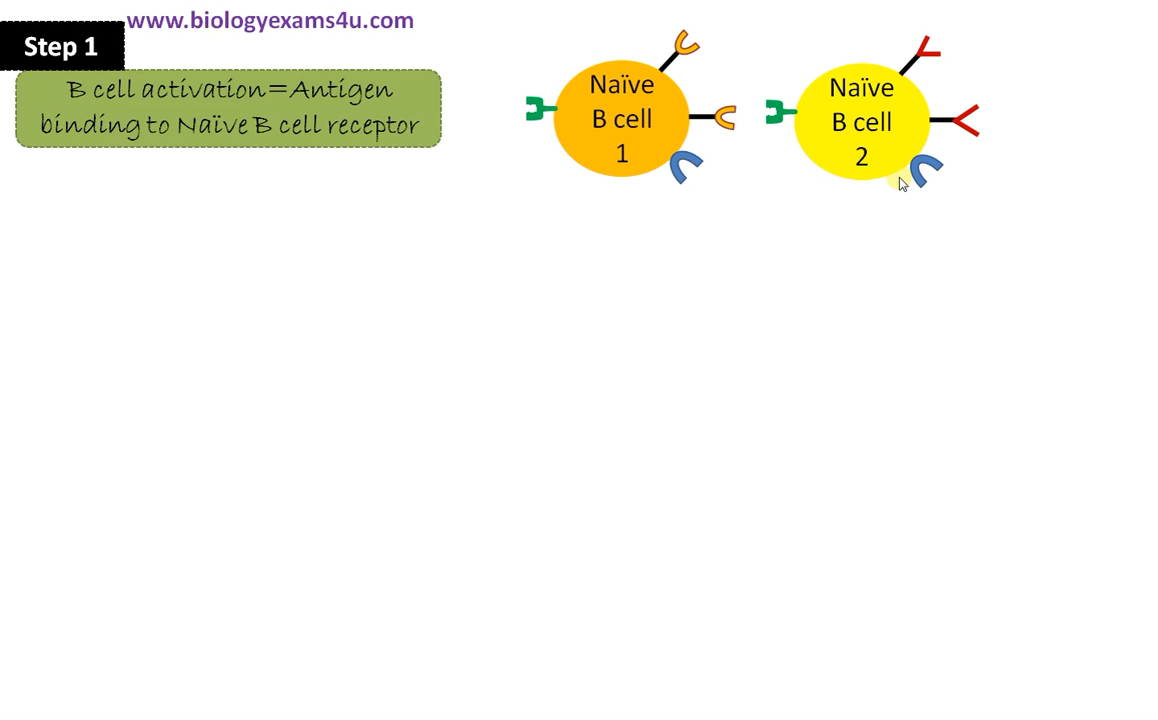 www.biologyexams4u.com
Step 1
B cell activation=Antigen
binding to Naïve B cell receptor
Naïve
B cell
1
Naïve
B cell
2